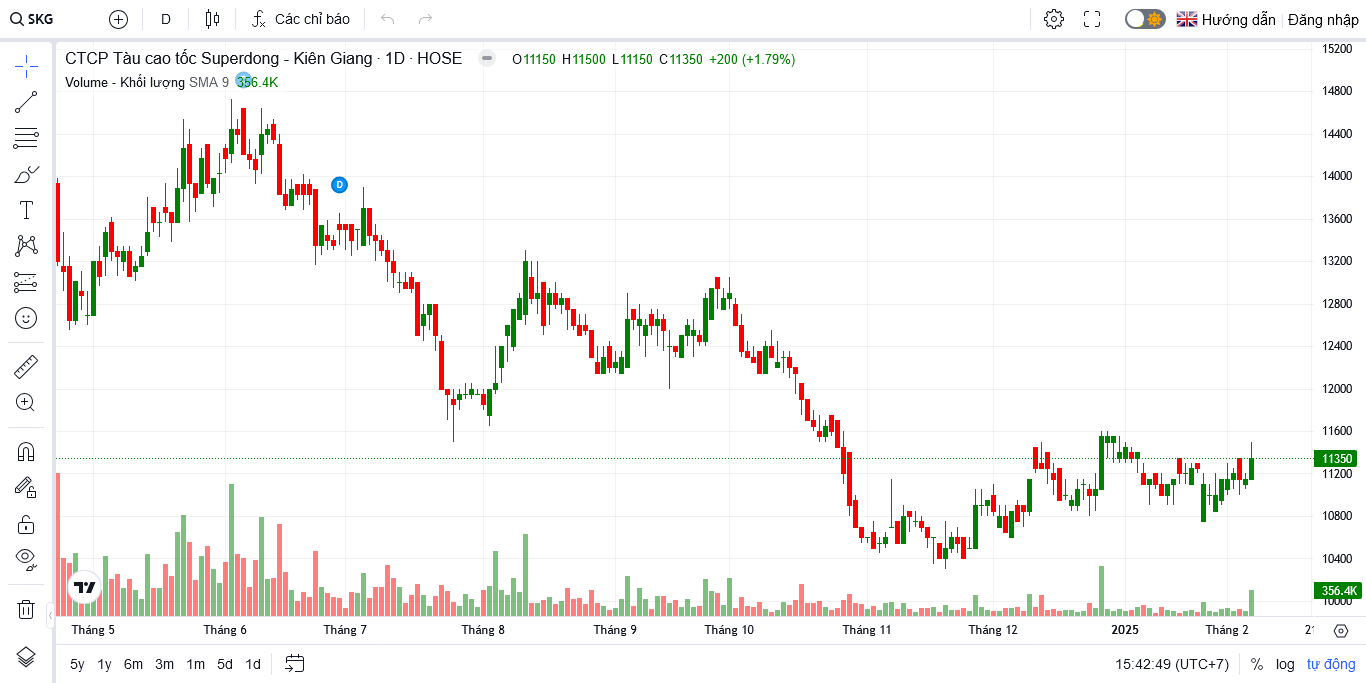 SKG D Các chỉ báo Hướng dẫn Đăng nhập
CTCP Tàu cao tốc Superdong - Kiên Giang · 1D · HOSE O11150 H11500 L11150 C11350 +200 (+1.79%)
Volume - Khối lượng SMA 9 356.4K
D
15200
14800
14400
14000
13600
13200
12800
12400
12000
11600
11350
11200
10800
10400
356.4K
10000
Tháng 5 Tháng 6 Tháng 7 Tháng 8 Tháng 9 Tháng 10 Tháng 11 Tháng 12 2025 Tháng 2
5y 1y 6m 3m 1m 5d 1d 15:42:49 (UTC+7) % log tự động